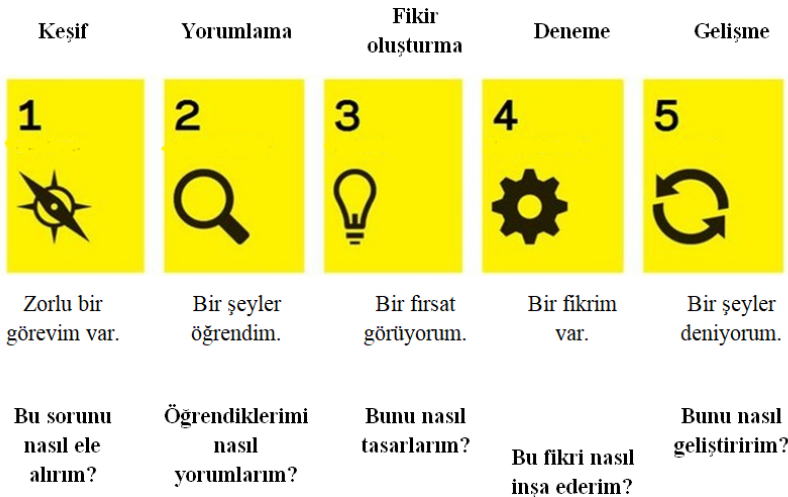 Keşif
Yorumlama
Fikir
oluşturma
Deneme
Gelişme
1
2
3
4
5
Zorlu bir
görevim var.
Bir şeyler
öğrendim.
Bir fırsat
görüyorum.
Bir fikrim
var.
Bir şeyler
deniyorum.
Bu sorunu
nasıl ele
alırım?
Öğrendiklerimi
nasıl
yorumlarım?
Bunu nasıl
tasarlarım?
Bu fikri nasıl
inşa ederim?
Bunu nasıl
geliştiririm?